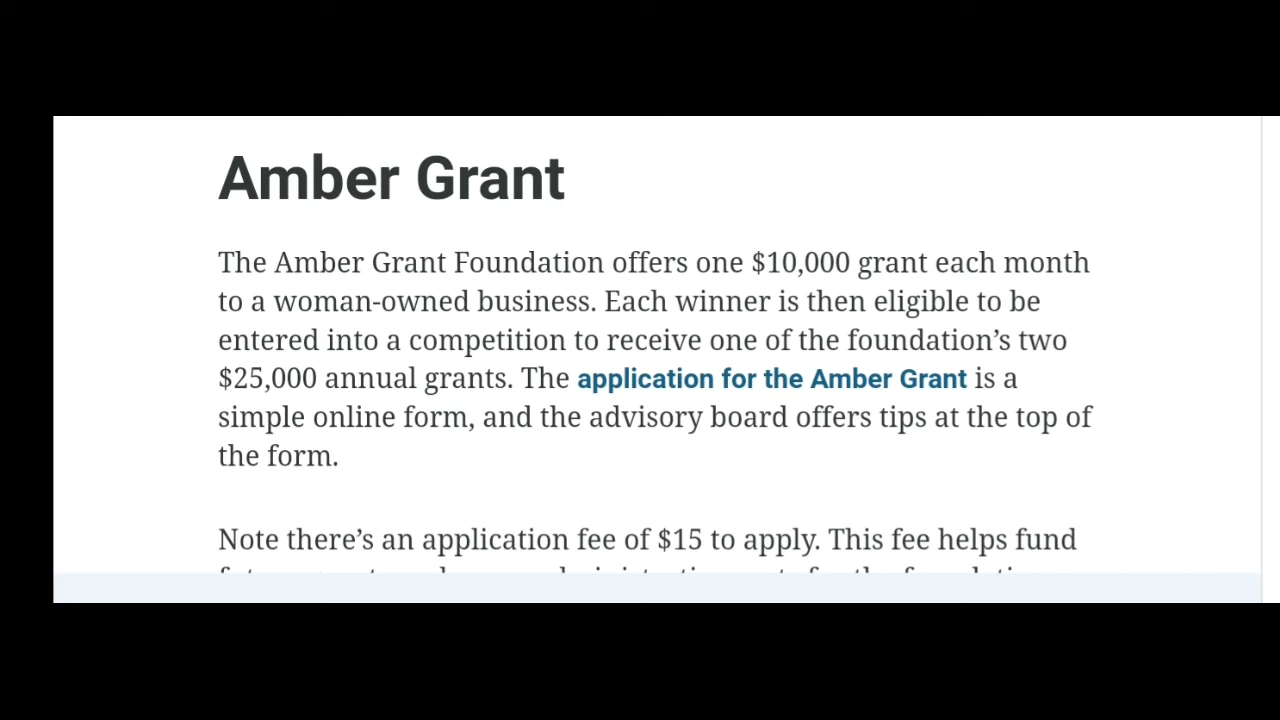 Amber Grant
The Amber Grant Foundation offers one $10,000 grant each month
to a woman-owned business. Each winner is then eligible to be
entered into a competition to receive one of the foundation’s two
$25,000 annual grants. The application for the Amber Grant is a
simple online form, and the advisory board offers tips at the top of
the form.
Note there’s an application fee of $15 to apply. This fee helps fund